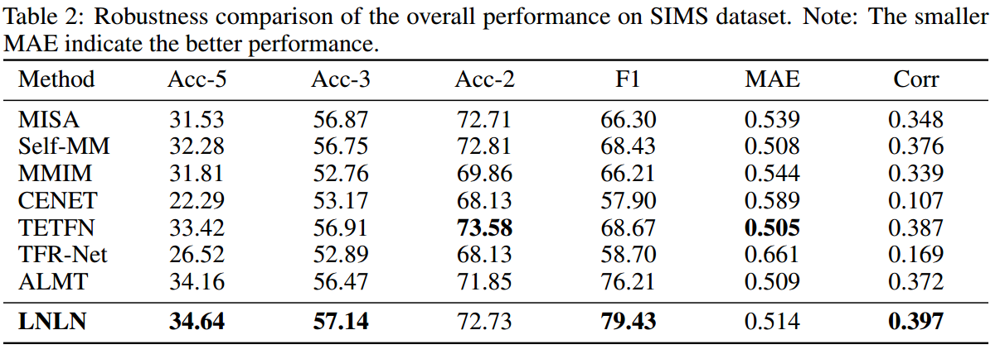 Table 2: Robustness comparison of the overall performance on SIMS dataset. Note: The smaller
MAE indicate the better performance.
Method Acc-5 Acc-3 Acc-2 F1 MAE Corr
MISA 31.53 56.87 72.71 66.30 0.539 0.348
Self-MM 32.28 56.75 72.81 68.43 0.508 0.376
MMIM 31.81 52.76 69.86 66.21 0.544 0.339
CENET 22.29 53.17 68.13 57.90 0.589 0.107
TETFN 33.42 56.91 73.58 68.67 0.505 0.387
TFR-Net 26.52 52.89 68.13 58.70 0.661 0.169
ALMT 34.16 56.47 71.85 76.21 0.509 0.372
LNLN 34.64 57.14 72.73 79.43 0.514 0.397